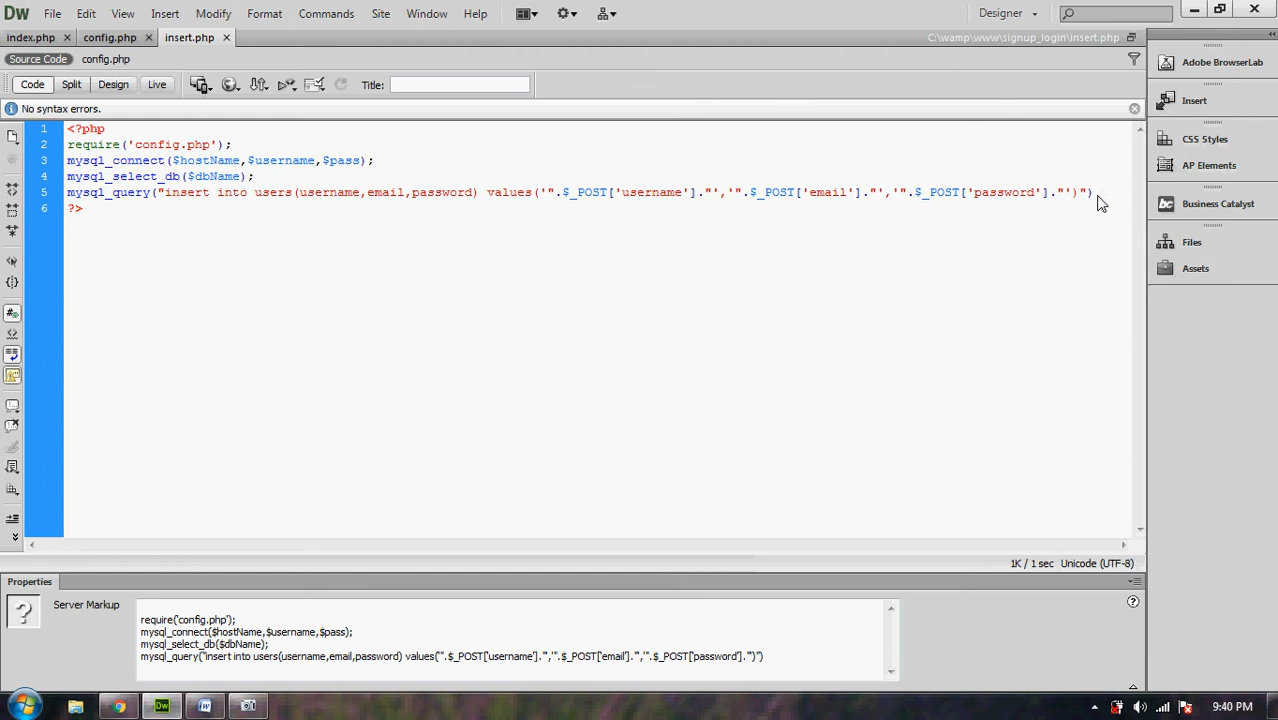 Dw File Edit View Insert Modify Format Commands Site Window Help Designer
index.php × config.php × insert.php ×
C:\wamp\www\signup_login\insert.php
Source Code config.php
Code Split Design Live Title:
No syntax errors.
1 <?php
2 require('config.php');
3 mysql_connect($hostName,$username,$pass);
4 mysql_select_db($dbName);
5 mysql_query("insert into users(username,email,password) values('".$_POST['username']."','".$_POST['email']."','".$_POST['password']."')")
6 ?>
Adobe BrowserLab
Insert
CSS Styles
AP Elements
Business Catalyst
Files
Assets
1K / 1 sec Unicode (UTF-8)
Properties
Server Markup
require('config.php');
mysql_connect($hostName,$username,$pass);
mysql_select_db($dbName);
mysql_query("insert into users(username,email,password) values('".$_POST['username']."','".$_POST['email']."','".$_POST['password']."')")
9:40 PM